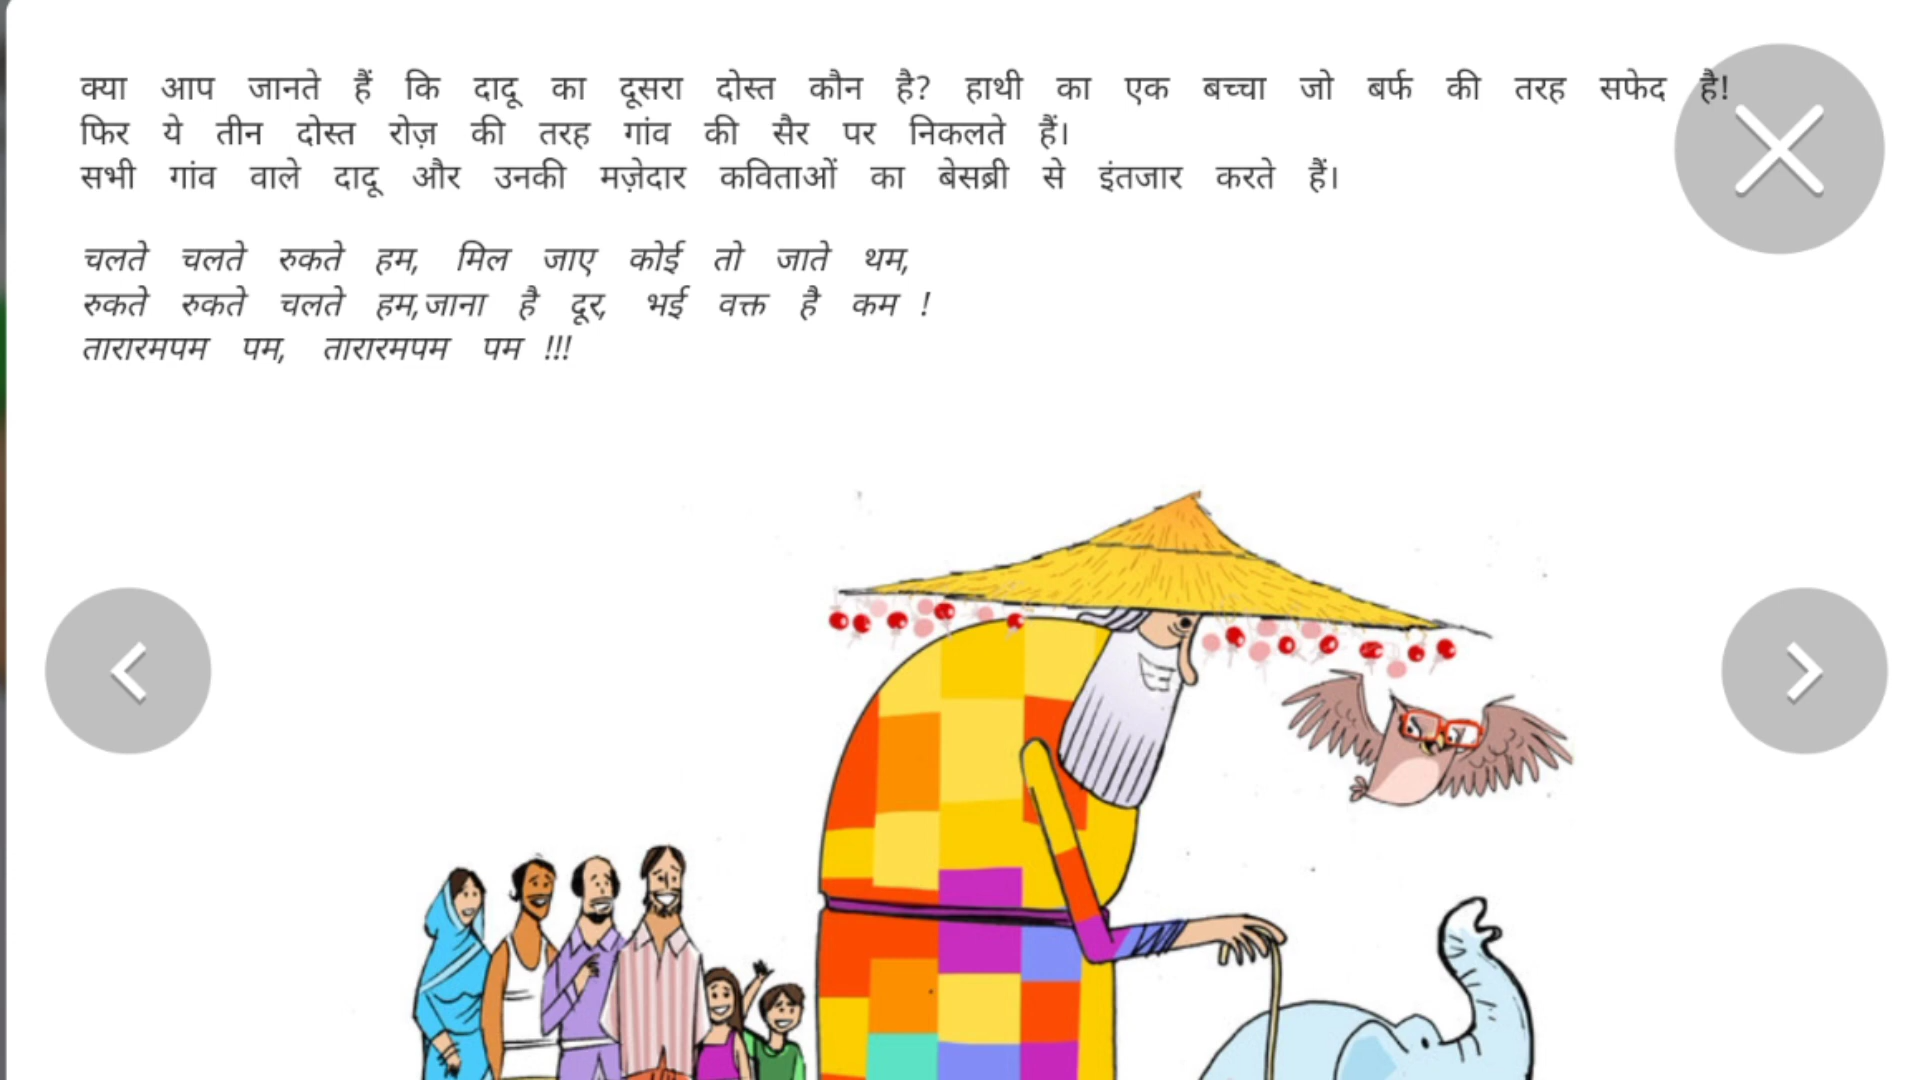 क्या आप जानते हैं कि दादू का दूसरा दोस्त कौन है? हाथी का एक बच्चा जो बर्फ की तरह सफेद है!
फिर ये तीन दोस्त रोज़ की तरह गांव की सैर पर निकलते हैं।
सभी गांव वाले दादू और उनकी मज़ेदार कविताओं का बेसब्री से इंतजार करते हैं।
चलते चलते रुकते हम, मिल जाए कोई तो जाते थम,
रुकते रुकते चलते हम,जाना है दूर, भई वक्त है कम !
तारारमपम पम, तारारमपम पम !!!